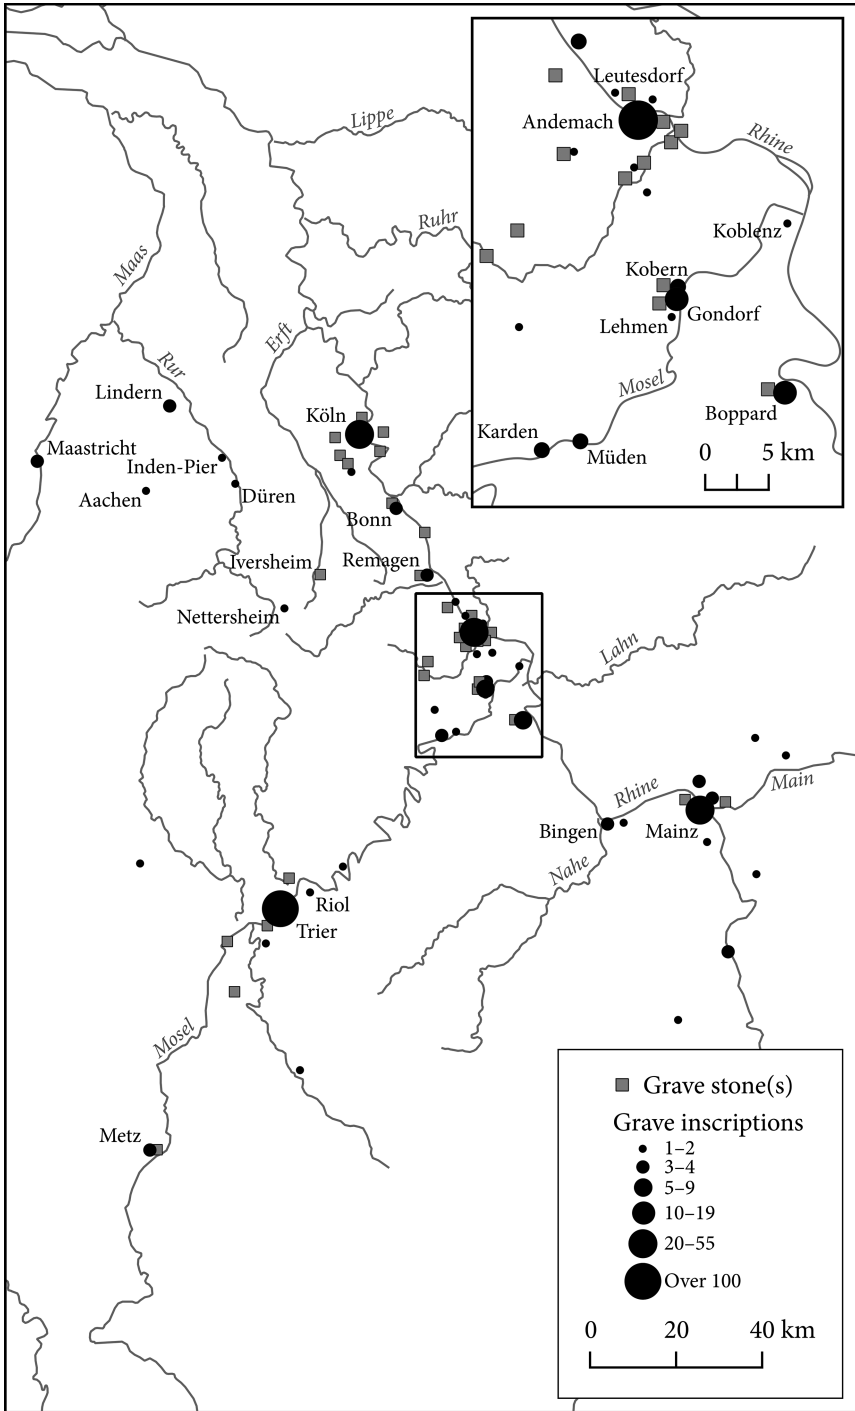 Lippe
Ruhr
Maas
Erft
Rur
Lindern
Köln
Maastricht
Inden-Pier
Aachen
Düren
Bonn
Iversheim
Remagen
Nettersheim
Lahn
Leutesdorf
Andemach
Rhine
Koblenz
Kobern
Gondorf
Lehmen
Mosel
Boppard
Karden
Müden
0 5 km
Rhine
Main
Bingen
Mainz
Nahe
Riol
Trier
Mosel
Metz
Grave stone(s)
Grave inscriptions
1–2
3–4
5–9
10–19
20–55
Over 100
0 20 40 km